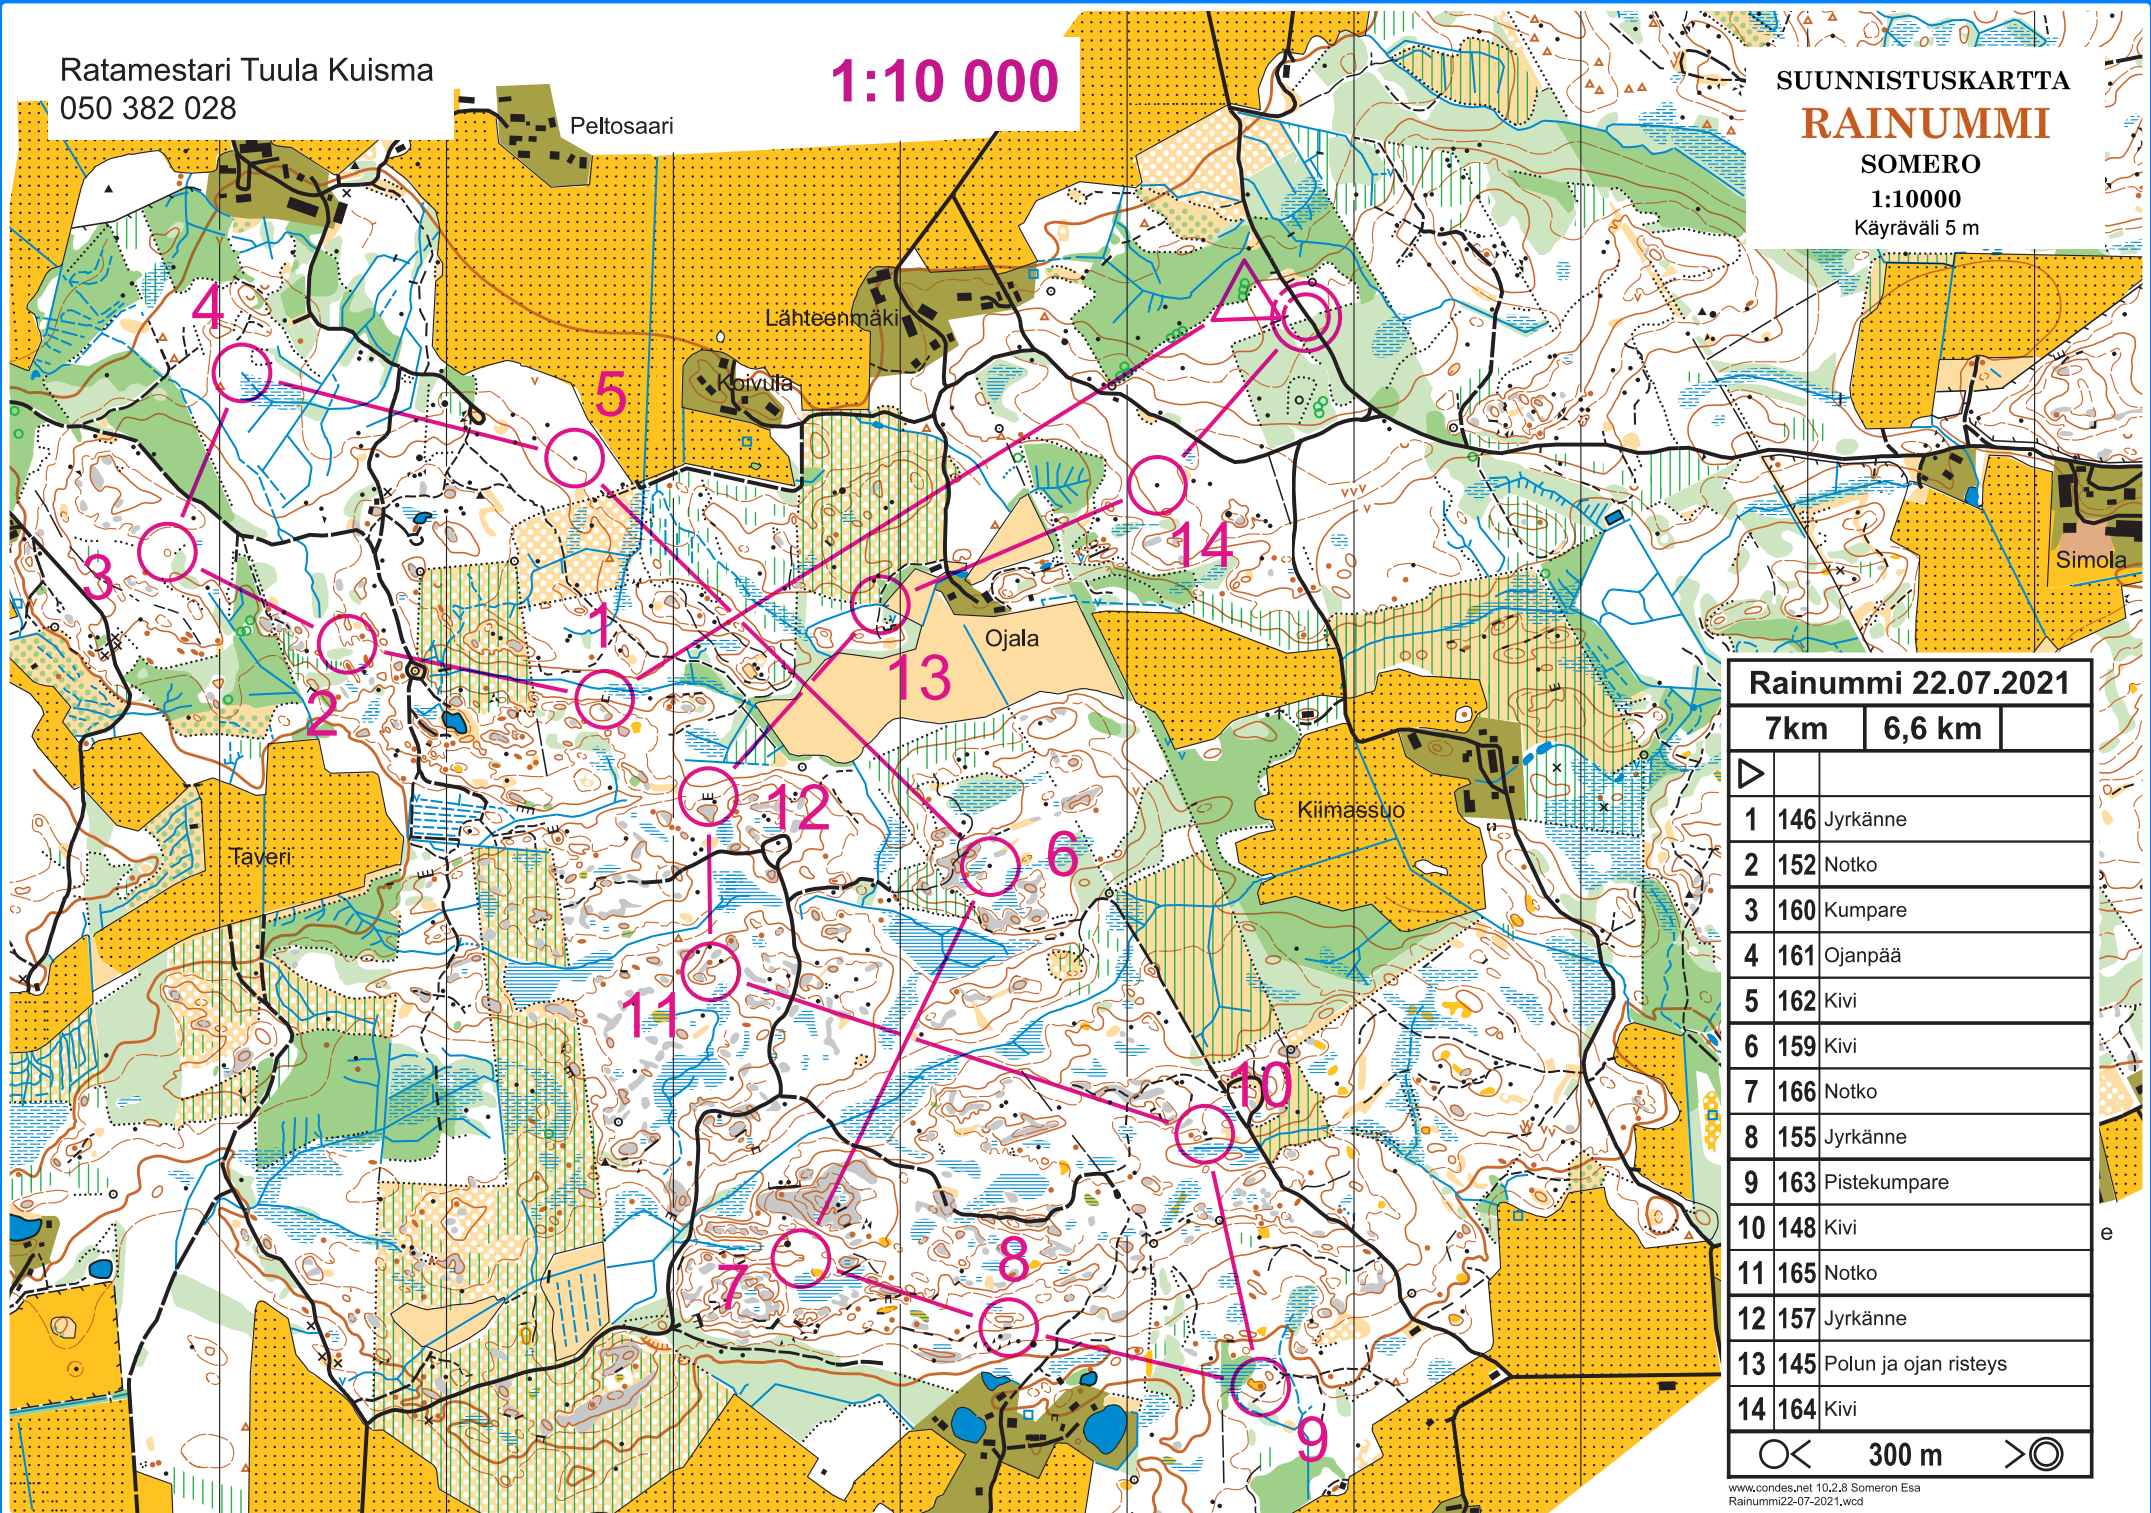 Ratamestari Tuula Kuisma
050 382 028
1:10 000
SUUNNISTUSKARTTA
RAINUMMI
SOMERO
1:10000
Käyräväli 5 m
Peltosaari
Lähteenmäki
Koivula
Ojala
Simola
Kiimassuo
Taveri
4
5
3
1
2
13
14
12
6
11
10
7
8
9
Rainummi 22.07.2021
7km 6,6 km
1 146 Jyrkänne
2 152 Notko
3 160 Kumpare
4 161 Ojanpää
5 162 Kivi
6 159 Kivi
7 166 Notko
8 155 Jyrkänne
9 163 Pistekumpare
10 148 Kivi
11 165 Notko
12 157 Jyrkänne
13 145 Polun ja ojan risteys
14 164 Kivi
300 m
e
www.condes.net 10.2.8 Someron Esa
Rainummi22-07-2021.wcd